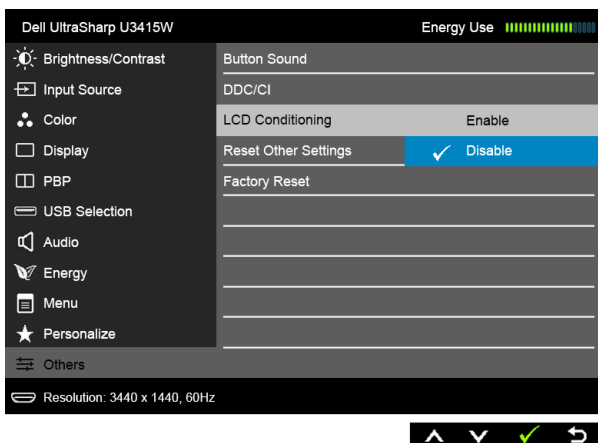 Dell UltraSharp U3415W Energy Use
Brightness/Contrast Button Sound
Input Source DDC/CI
Color LCD Conditioning Enable
Display Reset Other Settings Disable
PBP Factory Reset
USB Selection
Audio
Energy
Menu
Personalize
Others
Resolution: 3440 x 1440, 60Hz